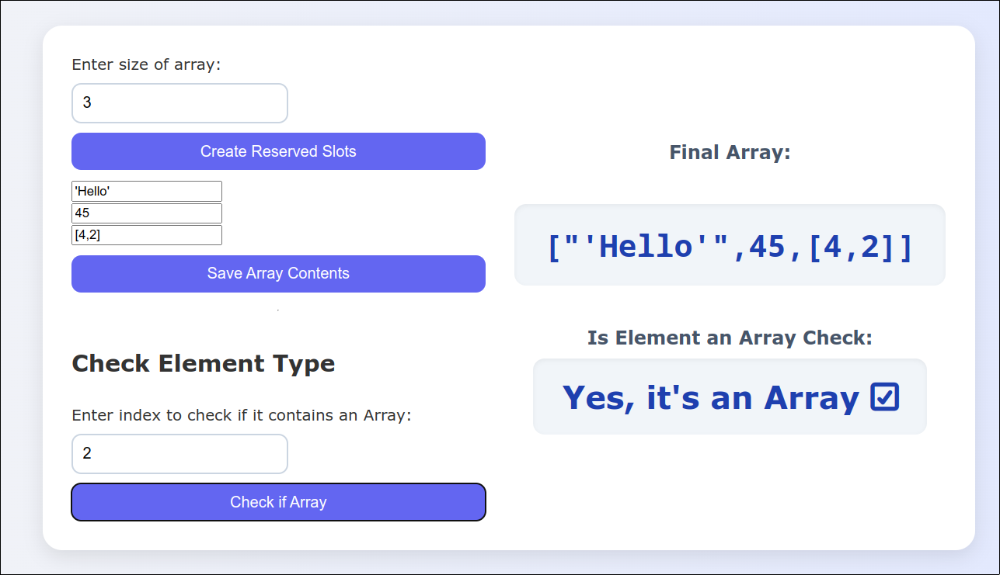 Enter size of array:
3
Create Reserved Slots
'Hello'
45
[4,2]
Save Array Contents
Check Element Type
Enter index to check if it contains an Array:
2
Check if Array
Final Array:
["'Hello'",45,[4,2]]
Is Element an Array Check:
Yes, it's an Array ☑